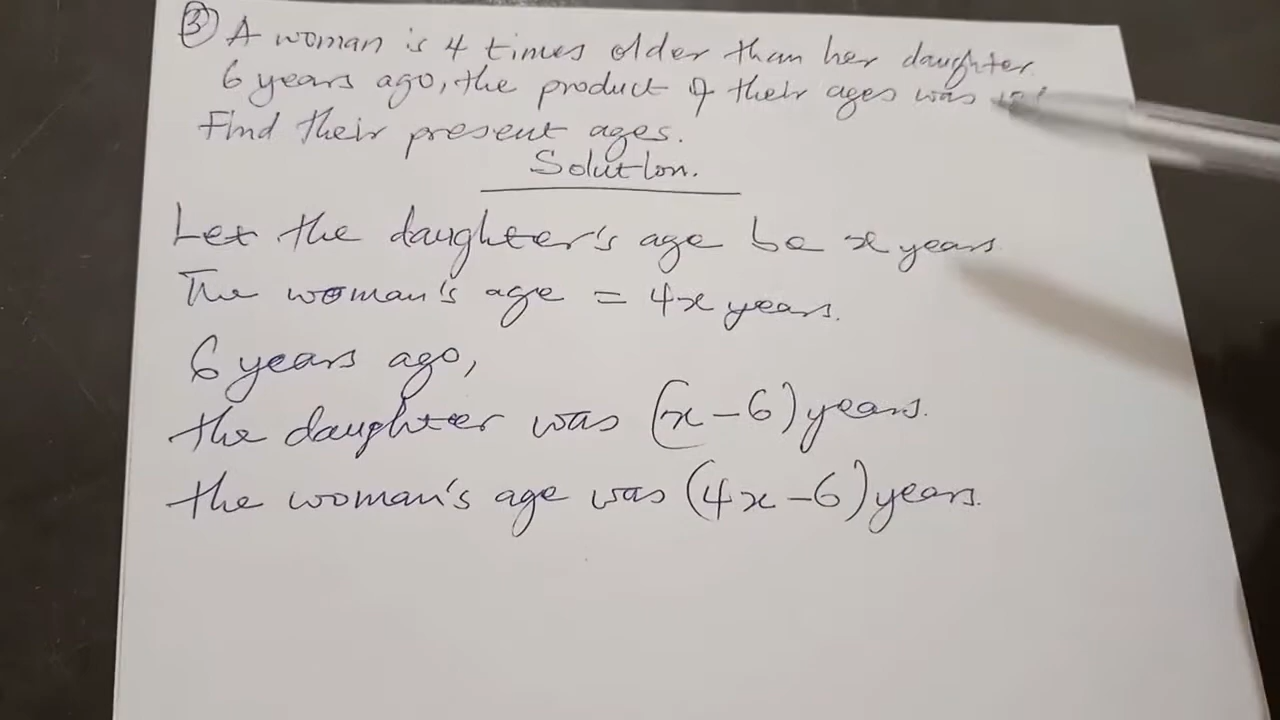 ③ A woman is 4 times older than her daughter.
6 years ago, the product of their ages was
Find their present ages.
Solution.
Let the daughter's age be x years.
The woman's age = 4x years.
6 years ago,
the daughter was (x-6) years.
the woman's age was (4x-6) years.